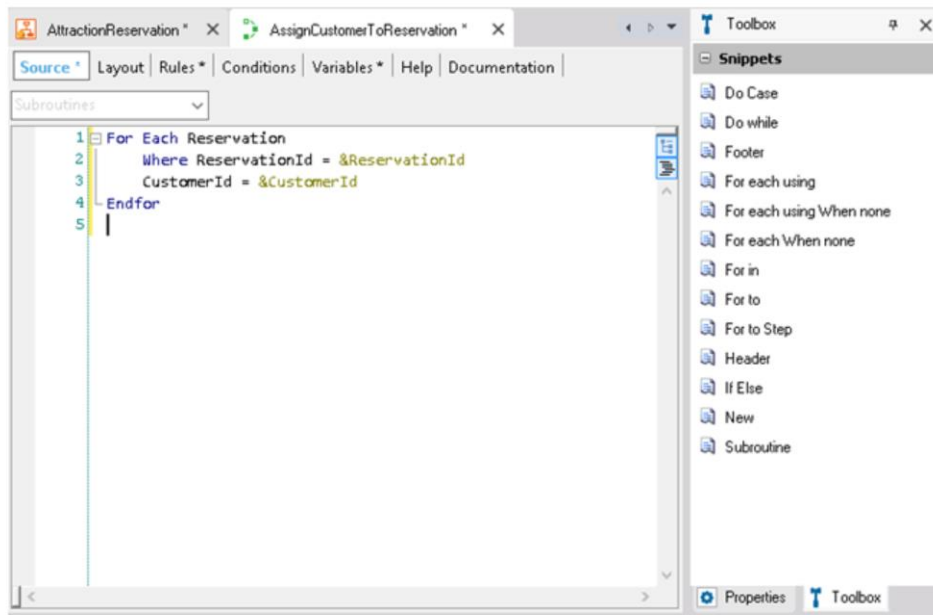 AttractionReservation * X AssignCustomerToReservation * X
Source * Layout Rules * Conditions Variables * Help Documentation
Subroutines
1 For Each Reservation
2 Where ReservationId = &ReservationId
3 CustomerId = &CustomerId
4 Endfor
5
Toolbox
Snippets
Do Case
Do while
Footer
For each using
For each using When none
For each When none
For in
For to
For to Step
Header
If Else
New
Subroutine
Properties Toolbox